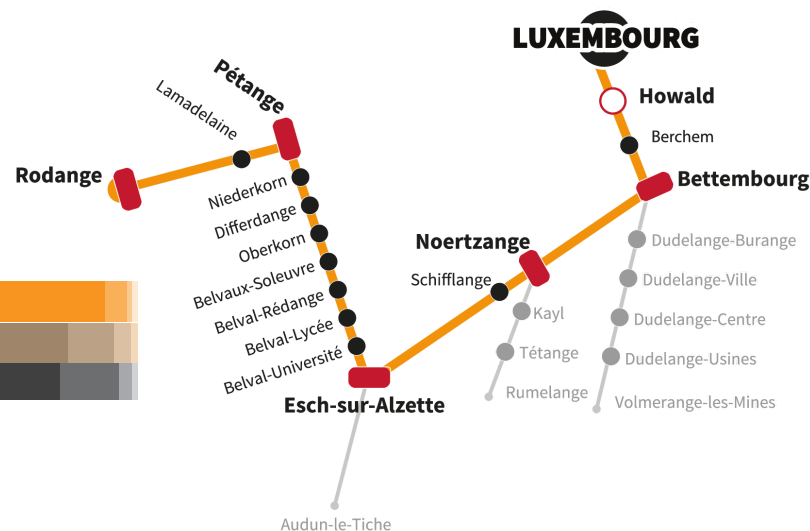 LUXEMBOURG
Howald
Berchem
Bettembourg
Pétange
Lamadelaine
Rodange
Niederkorn
Differdange
Oberkorn
Belvaux-Soleuvre
Belval-Rédange
Belval-Lycée
Belval-Université
Esch-sur-Alzette
Noertzange
Schifflange
Kayl
Tétange
Rumelange
Dudelange-Burange
Dudelange-Ville
Dudelange-Centre
Dudelange-Usines
Volmerange-les-Mines
Audun-le-Tiche